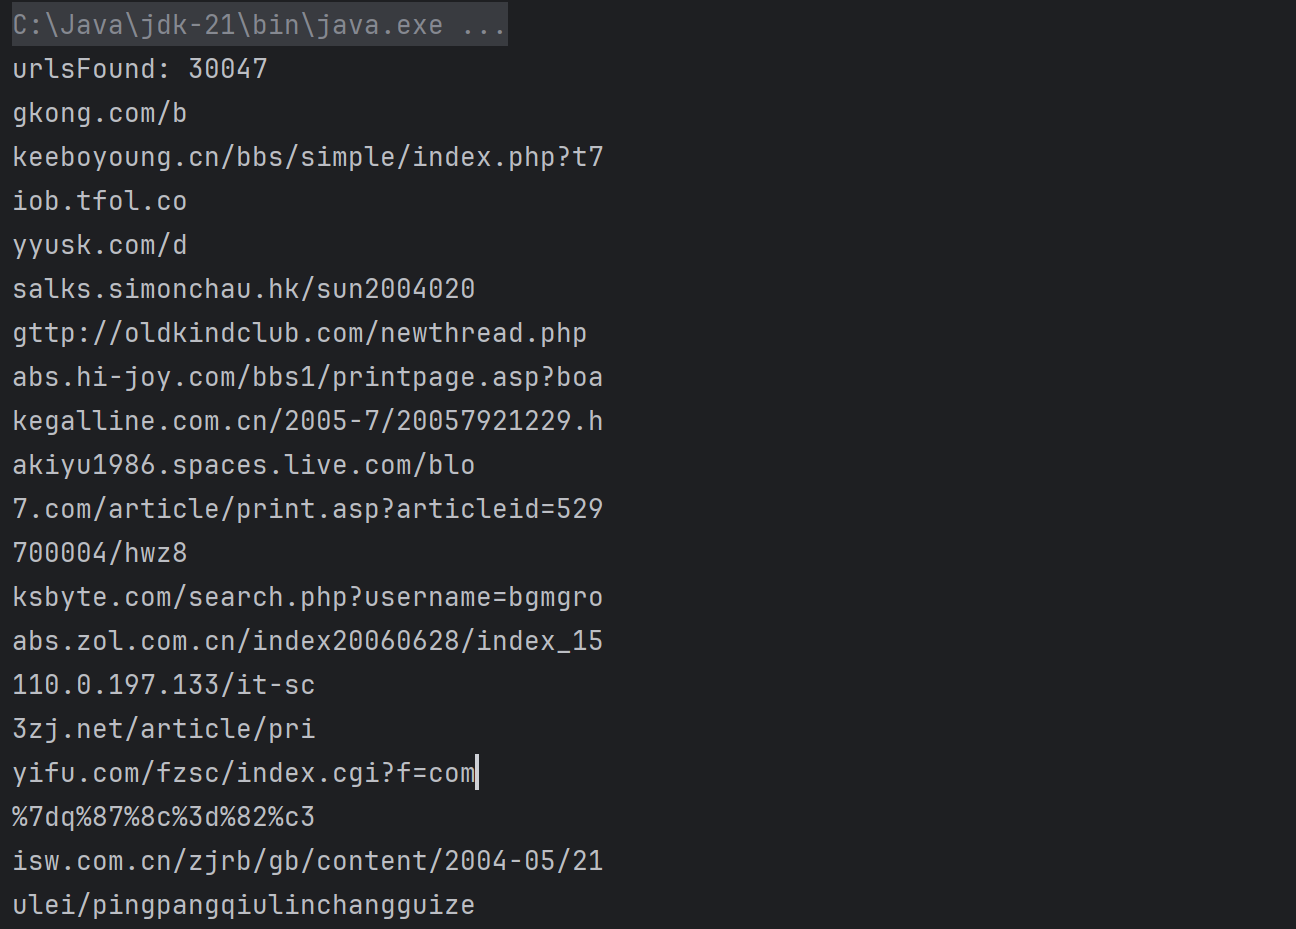 C:\Java\jdk-21\bin\java.exe ...
urlsFound: 30047
gkong.com/b
keeboyoung.cn/bbs/simple/index.php?t7
iob.tfol.co
yyusk.com/d
salks.simonchau.hk/sun2004020
gttp://oldkindclub.com/newthread.php
abs.hi-joy.com/bbs1/printpage.asp?boa
kegalline.com.cn/2005-7/20057921229.h
akiyu1986.spaces.live.com/blo
7.com/article/print.asp?articleid=529
700004/hwz8
ksbyte.com/search.php?username=bgmgro
abs.zol.com.cn/index20060628/index_15
110.0.197.133/it-sc
3zj.net/article/pri
yifu.com/fzsc/index.cgi?f=com
%7dq%87%8c%3d%82%c3
isw.com.cn/zjrb/gb/content/2004-05/21
ulei/pingpangqiulinchangguize